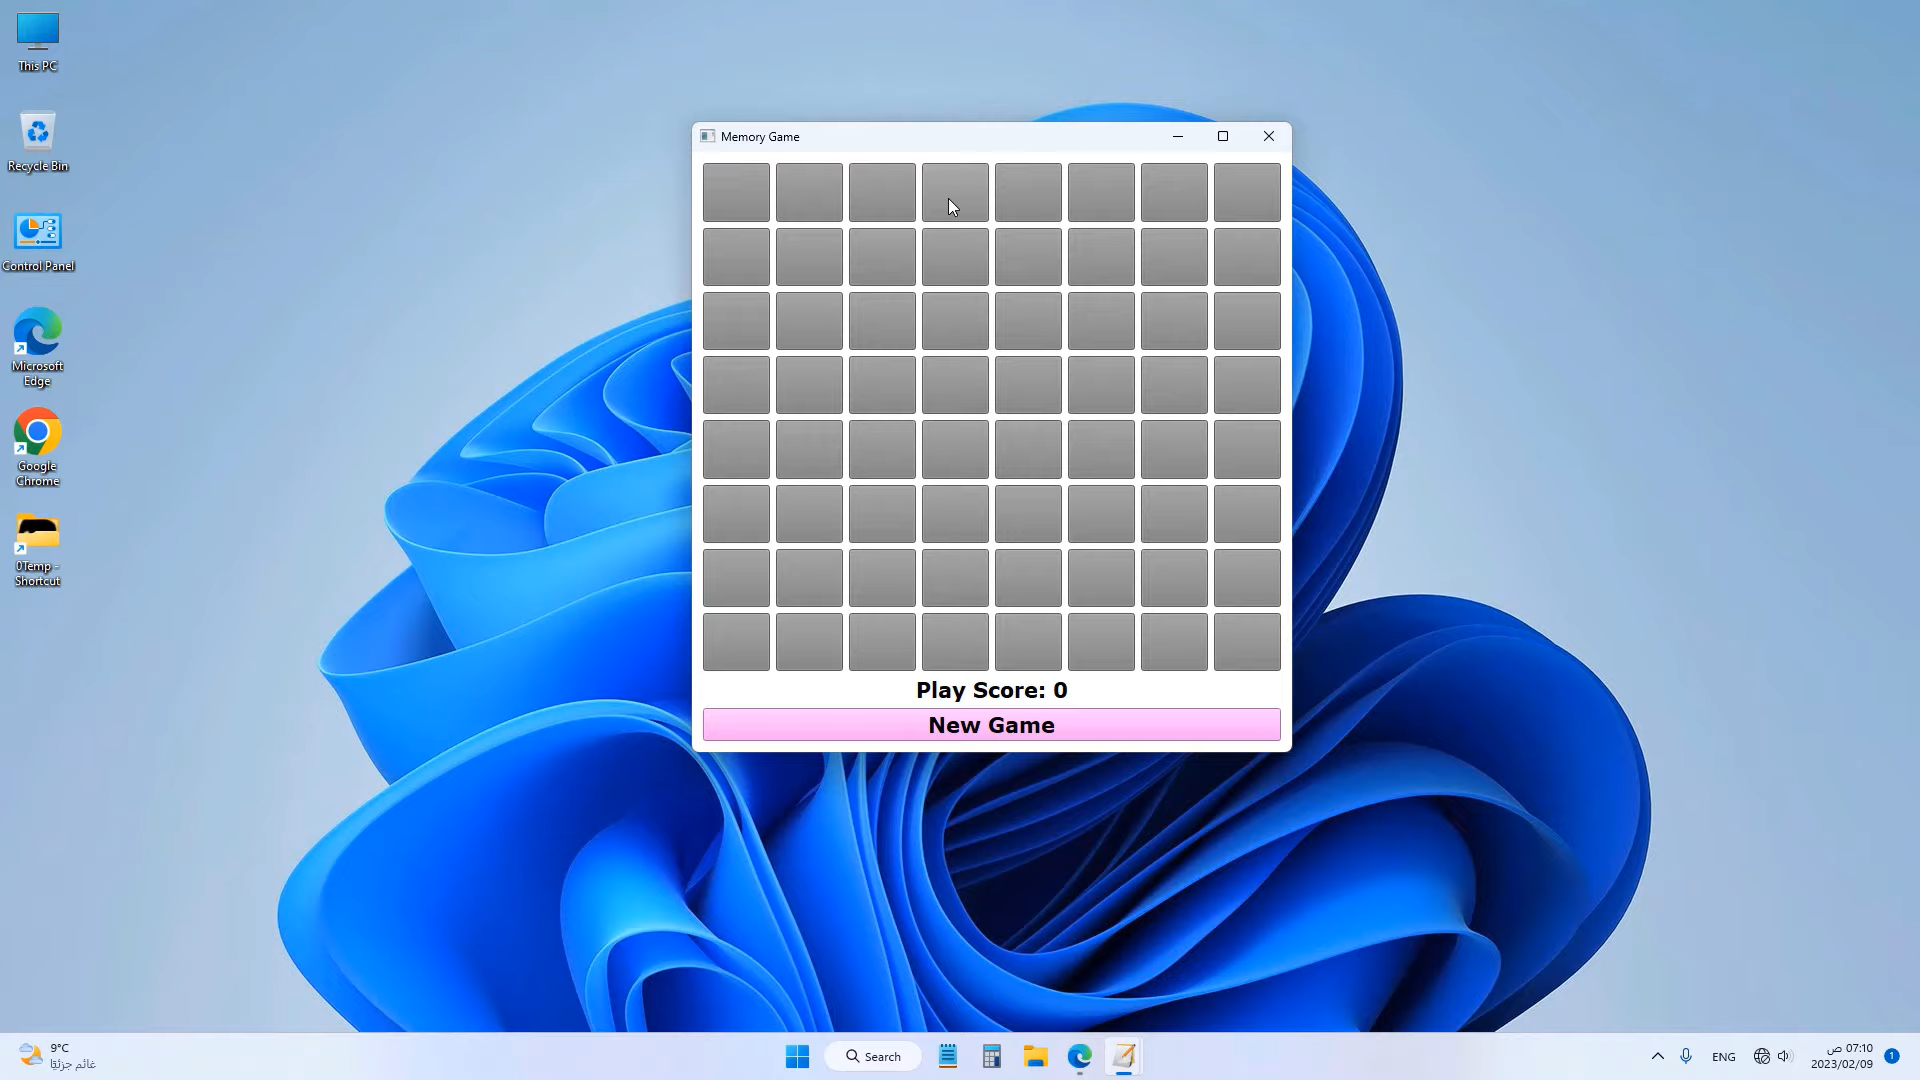 This PC
Recycle Bin
Control Panel
Microsoft
Edge
Google
Chrome
0Temp -
Shortcut
Memory Game
Play Score: 0
New Game
9°C
غائم جزئيًا
Search
ENG
07:10 ص
2023/02/09
1